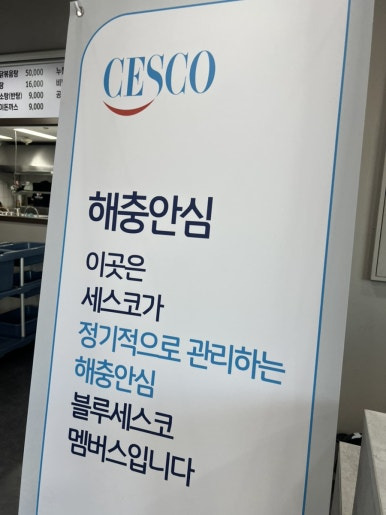 CESCO
해충안심
이곳은
세스코가
정기적으로 관리하는
해충안심
블루세스코
멤버스입니다
50,000
16,000
9,000
9,000